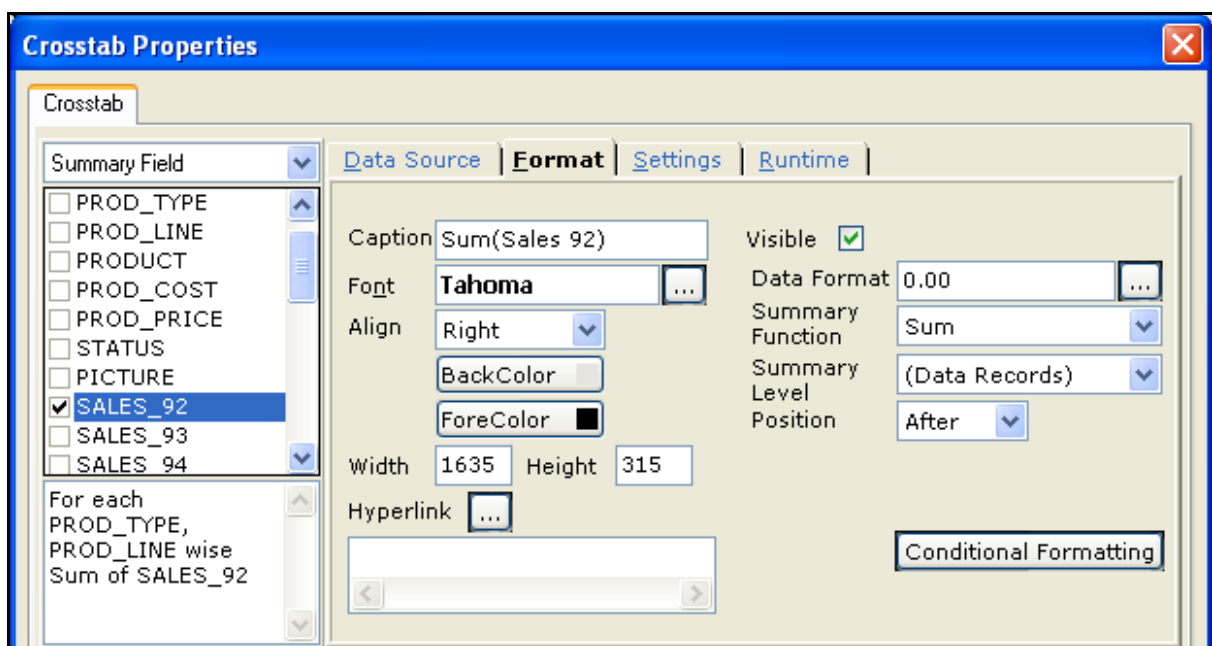 Crosstab Properties
Crosstab
Summary Field
PROD_TYPE
PROD_LINE
PRODUCT
PROD_COST
PROD_PRICE
STATUS
PICTURE
SALES_92
SALES_93
SALES_94
For each
PROD_TYPE,
PROD_LINE wise
Sum of SALES_92
Data Source Format Settings Runtime
Caption Sum(Sales 92)
Font Tahoma ...
Align Right
BackColor
ForeColor
Width 1635 Height 315
Hyperlink ...
Visible
Data Format 0.00 ...
Summary
Function Sum
Summary
Level (Data Records)
Position After
Conditional Formatting